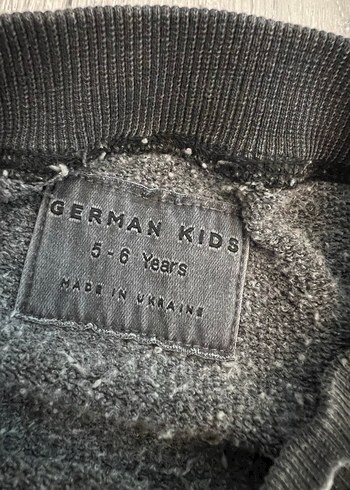 GERMAN KIDS
5-6 Years
MADE IN UKRAINE